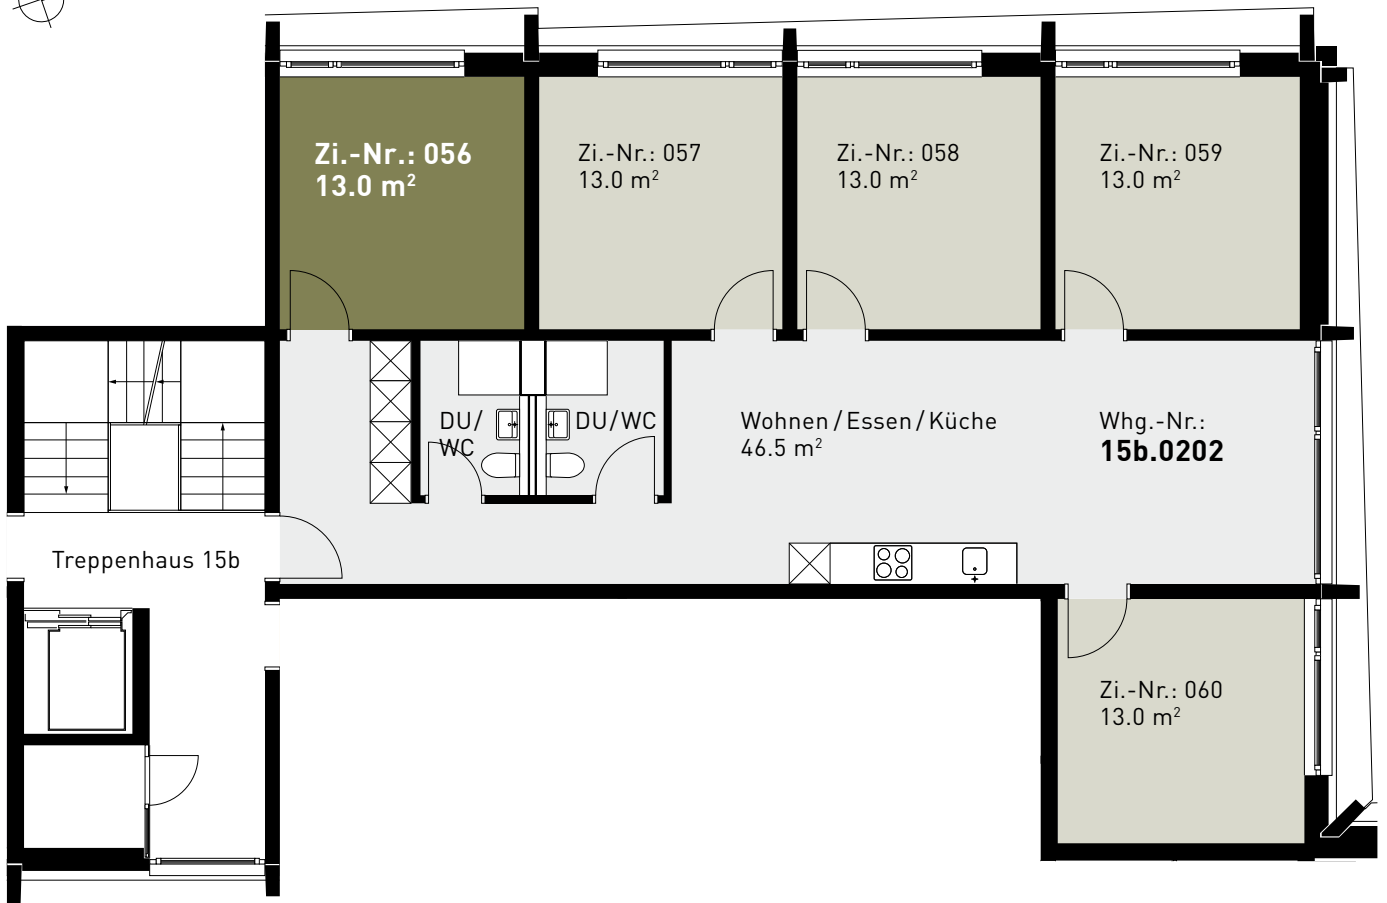 Zi.-Nr.: 056
13.0 m²
Zi.-Nr.: 057
13.0 m²
Zi.-Nr.: 058
13.0 m²
Zi.-Nr.: 059
13.0 m²
DU/
WC
DU/WC
Wohnen/Essen/Küche
46.5 m²
Whg.-Nr.:
15b.0202
Treppenhaus 15b
Zi.-Nr.: 060
13.0 m²